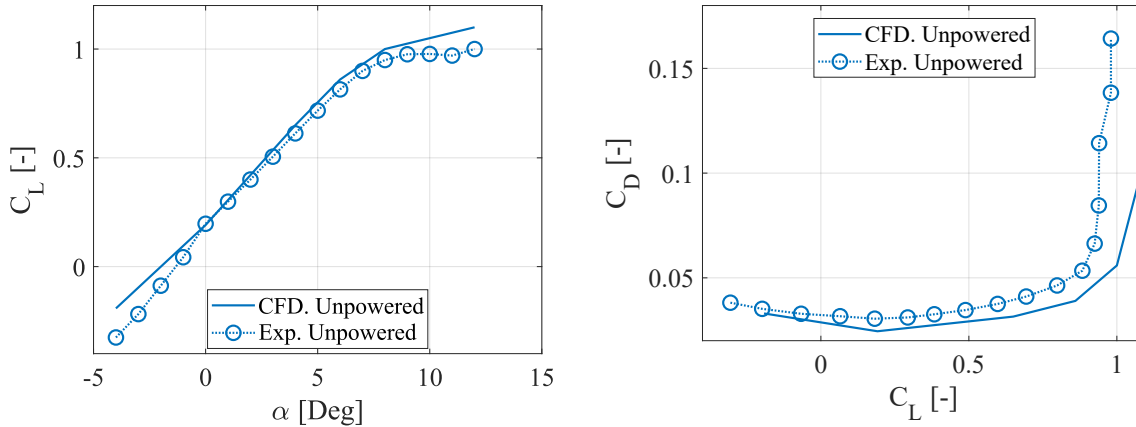 C_L [-]
1
0.5
0
-5
0
5
10
15
α [Deg]
CFD. Unpowered
Exp. Unpowered
C_D [-]
0.15
0.1
0.05
0
0.5
1
C_L [-]
CFD. Unpowered
Exp. Unpowered